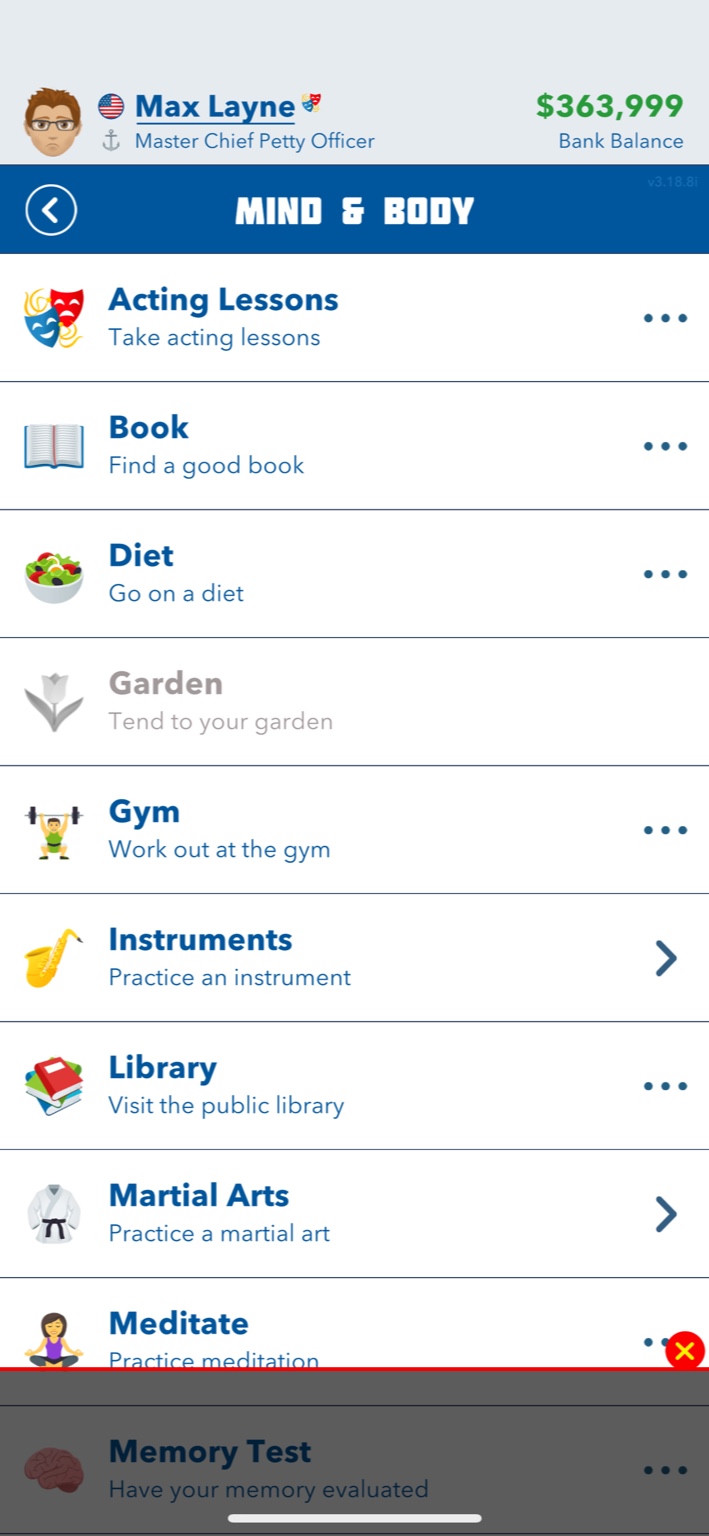 Max Layne
$363,999
Master Chief Petty Officer
Bank Balance
v3.18.8i
MIND & BODY
Acting Lessons
Take acting lessons
Book
Find a good book
Diet
Go on a diet
Garden
Tend to your garden
Gym
Work out at the gym
Instruments
Practice an instrument
Library
Visit the public library
Martial Arts
Practice a martial art
Meditate
Practice meditation
Memory Test
Have your memory evaluated